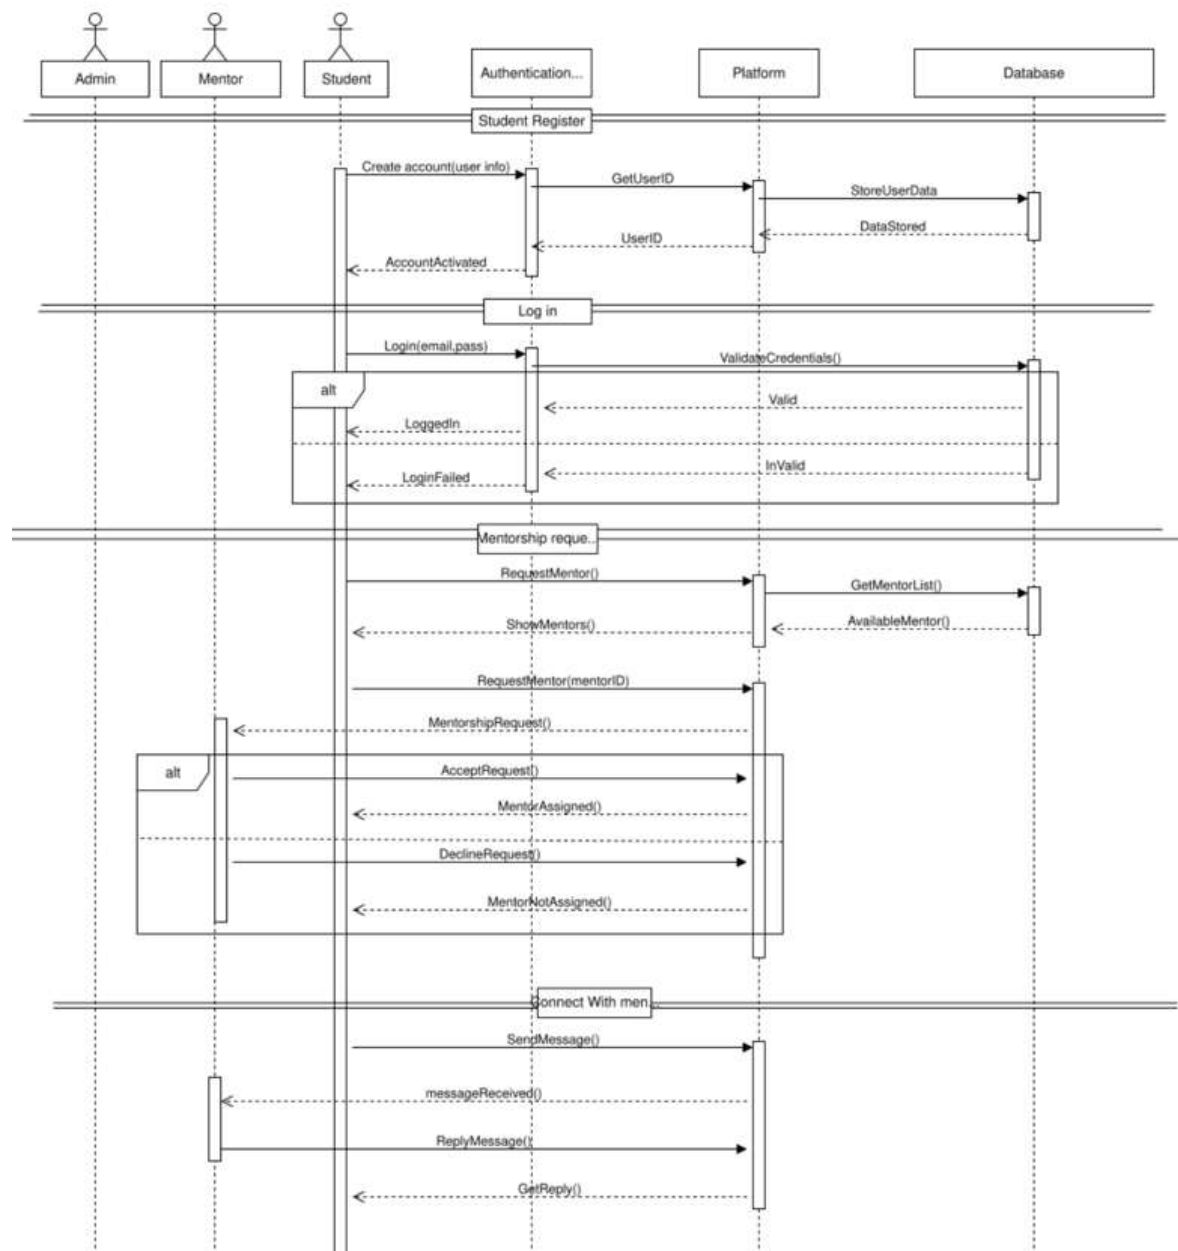 Admin
Mentor
Student
Authentication...
Platform
Database
Student Register
Create account(user info)
GetUserID
StoreUserData
DataStored
UserID
AccountActivated
Log in
Login(email,pass)
ValidateCredentials()
alt
Valid
LoggedIn
InValid
LoginFailed
Mentorship reque...
RequestMentor()
GetMentorList()
AvailableMentor()
ShowMentors()
RequestMentor(mentorID)
MentorshipRequest()
alt
AcceptRequest()
MentorAssigned()
DeclineRequest()
MentorNotAssigned()
Connect With men...
SendMessage()
messageReceived()
ReplyMessage()
GetReply()